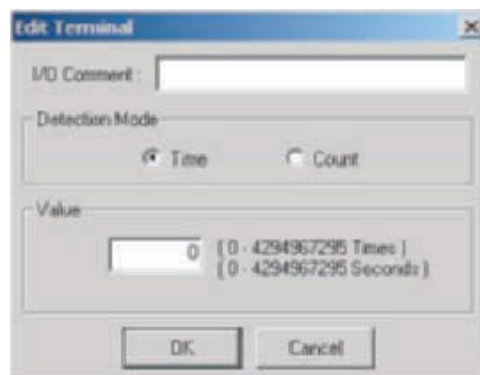 Edit Terminal
I/O Comment :
Detection Mode
Time Count
Value
0 ( 0 - 4294967295 Times )
( 0 - 4294967295 Seconds )
OK Cancel